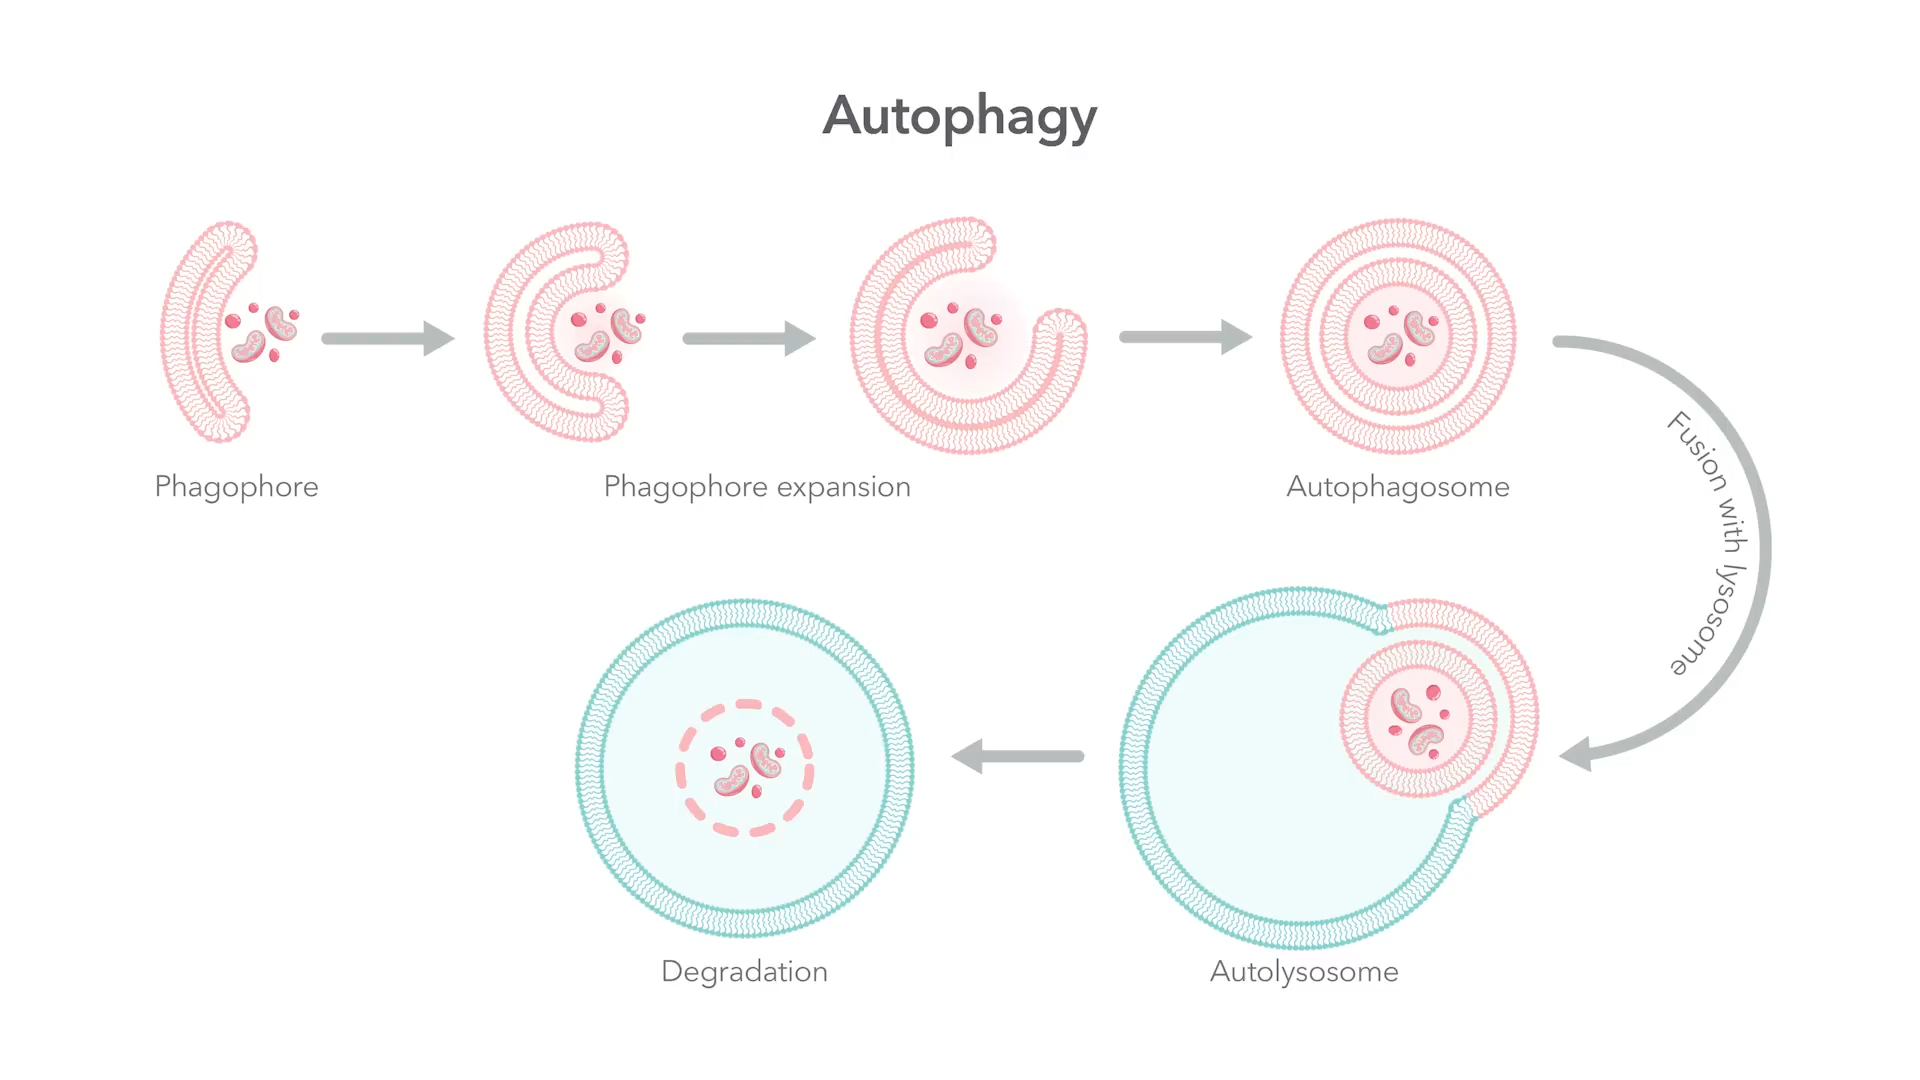 Autophagy
Phagophore
Phagophore expansion
Autophagosome
Fusion with lysosome
Degradation
Autolysosome